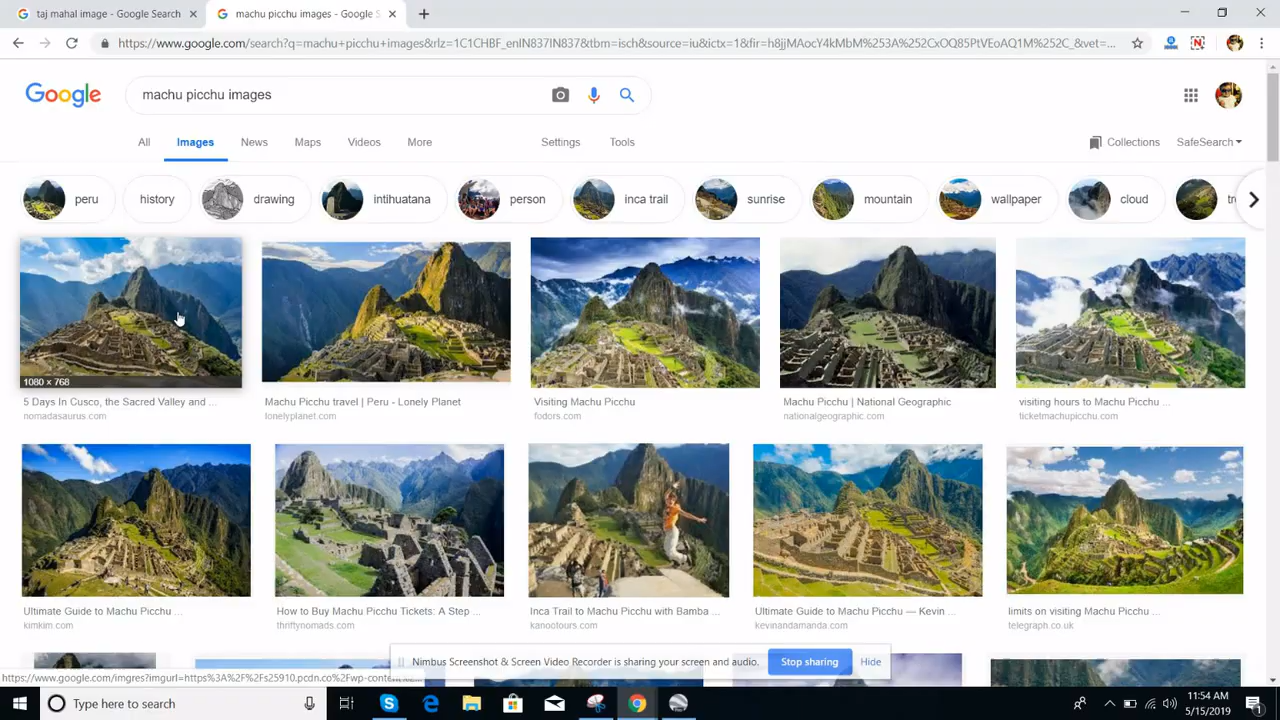 taj mahal image - Google Search
machu picchu images - Google S
https://www.google.com/search?q=machu+picchu+images&rlz=1C1CHBF_enIN837IN837&tbm=isch&source=iu&ictx=1&fir=h8jjMAocY4kMbM%253A%252CxOQ85PtVEoAQ1M%252C_&vet=...
Google
machu picchu images
All Images News Maps Videos More Settings Tools Collections SafeSearch
peru history drawing intihuatana person inca trail sunrise mountain wallpaper cloud
1080 × 768
5 Days In Cusco, the Sacred Valley and ... Machu Picchu travel | Peru - Lonely Planet Visiting Machu Picchu Machu Picchu | National Geographic visiting hours to Machu Picchu ...
nomadasaurus.com lonelyplanet.com fodors.com nationalgeographic.com ticketmachupicchu.com
Ultimate Guide to Machu Picchu ... How to Buy Machu Picchu Tickets: A Step ... Inca Trail to Machu Picchu with Bamba ... Ultimate Guide to Machu Picchu — Kevin ... limits on visiting Machu Picchu ...
kimkim.com thriftynomads.com kanootours.com kevinandamanda.com telegraph.co.uk
Nimbus Screenshot & Screen Video Recorder is sharing your screen and audio. Stop sharing Hide
https://www.google.com/imgres?imgurl=https%3A%2F%2Fs25910.pcdn.co%2Fwp-content...
Type here to search
11:54 AM
5/15/2019